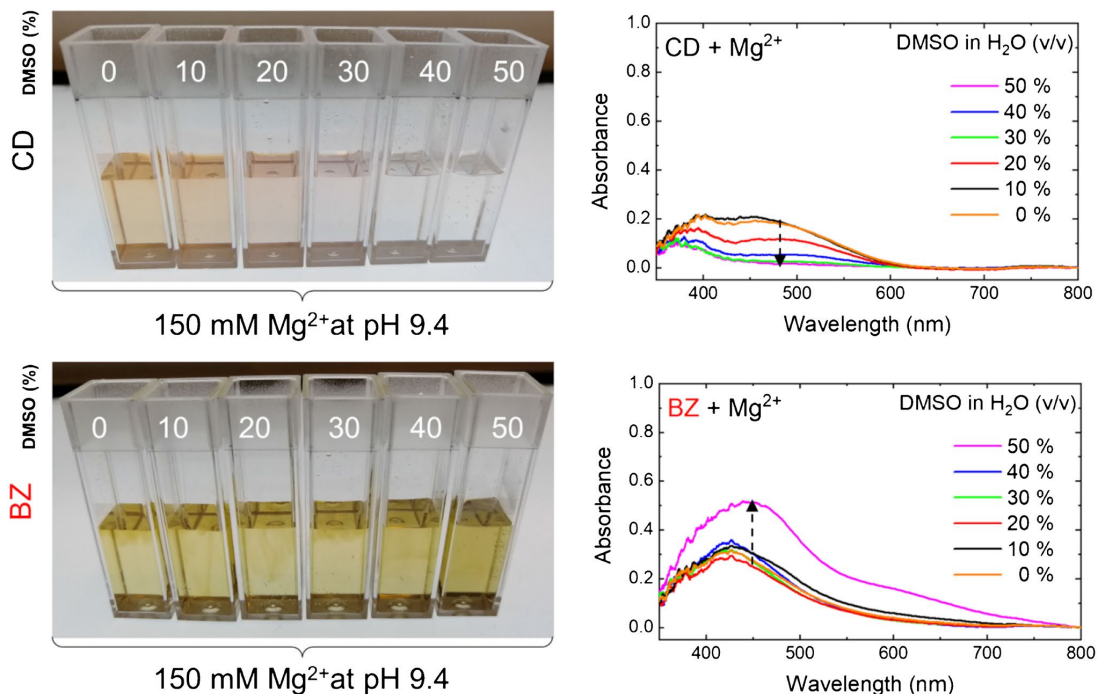 DMSO (%)
0 10 20 30 40 50
CD
150 mM Mg²⁺at pH 9.4
CD + Mg²⁺
DMSO in H₂O (v/v)
50 %
40 %
30 %
20 %
10 %
0 %
Absorbance
1.0
0.8
0.6
0.4
0.2
0.0
400 500 600 700 800
Wavelength (nm)
DMSO (%)
0 10 20 30 40 50
BZ
150 mM Mg²⁺at pH 9.4
BZ + Mg²⁺
DMSO in H₂O (v/v)
50 %
40 %
30 %
20 %
10 %
0 %
Absorbance
1.0
0.8
0.6
0.4
0.2
0.0
400 500 600 700 800
Wavelength (nm)